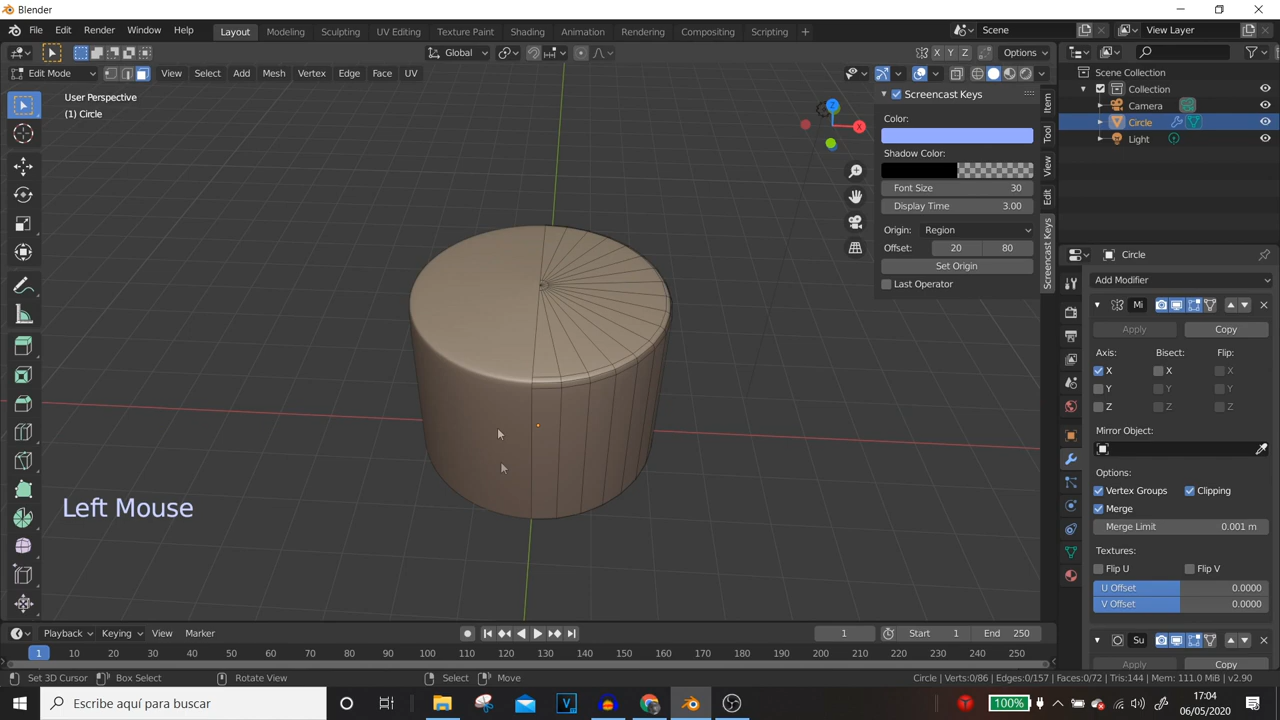 Blender
File Edit Render Window Help Layout Modeling Sculpting UV Editing Texture Paint Shading Animation Rendering Compositing Scripting + Scene View Layer
Global X Y Z Options
Edit Mode View Select Add Mesh Vertex Edge Face UV
User Perspective
(1) Circle
Screencast Keys
Color:
Shadow Color:
Font Size 30
Display Time 3.00
Origin: Region
Offset: 20 80
Set Origin
Last Operator
Item
Tool
View
Edit
Screencast Keys
Z
X
Scene Collection
Collection
Camera
Circle
Light
Circle
Add Modifier
Mi
Apply Copy
Axis: Bisect: Flip:
X X X
Y Y Y
Z Z Z
Mirror Object:
Options:
Vertex Groups Clipping
Merge
Merge Limit 0.001 m
Textures:
Flip U Flip V
U Offset 0.0000
V Offset 0.0000
Su
Apply Copy
Left Mouse
Playback Keying View Marker 1 Start 1 End 250
1 10 20 30 40 50 60 70 80 90 100 110 120 130 140 150 160 170 180 190 200 210 220 230 240 250
Set 3D Cursor Box Select Rotate View Select Move Circle | Verts:0/86 | Edges:0/157 | Faces:0/72 | Tris:144 | Mem: 111.0 MiB | v2.90
Escribe aquí para buscar 100% 17:04
06/05/2020